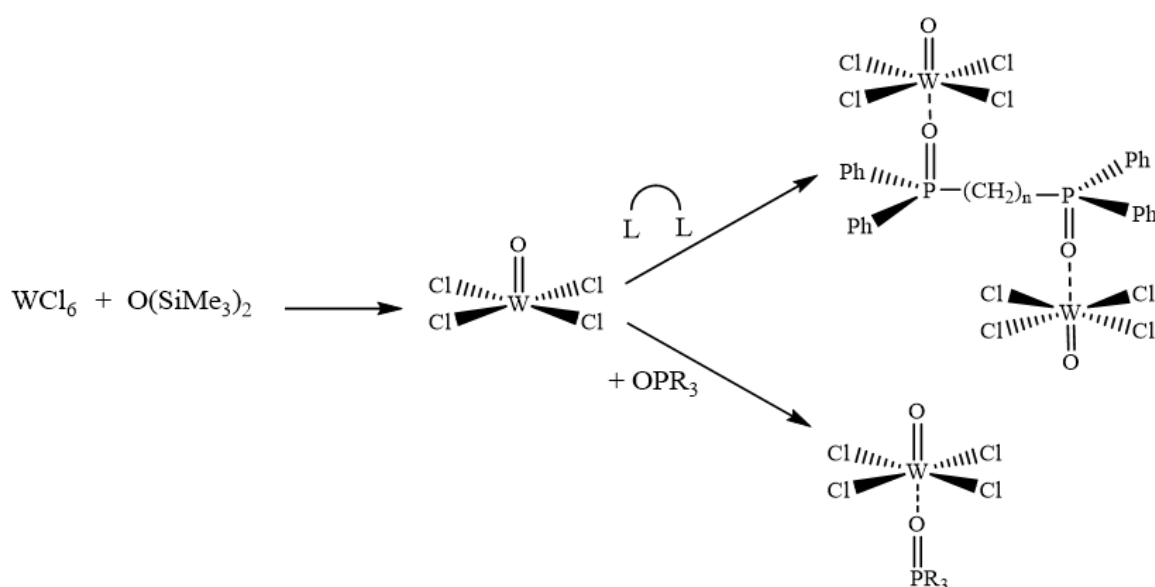 O
Cl Cl
W
Cl Cl
O
Ph Ph
P—(CH₂)ₙ—P
Ph Ph
O
Cl Cl
W
Cl Cl
O
L L
WCl₆ + O(SiMe₃)₂
O
Cl Cl
W
Cl Cl
+ OPR₃
O
Cl Cl
W
Cl Cl
O
PR₃